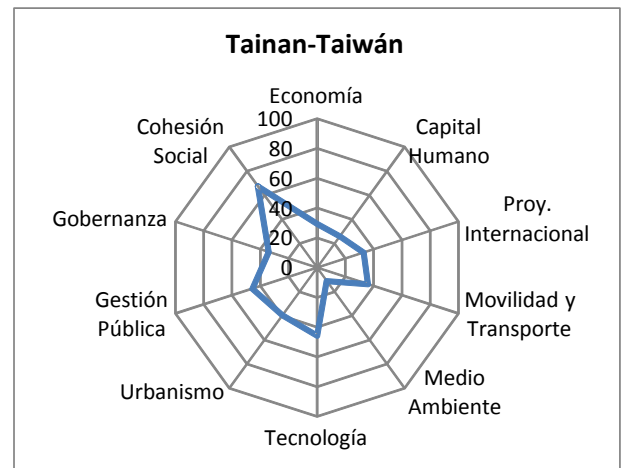 Tainan-Taiwán
Economía
Capital
Humano
Proy.
Internacional
Movilidad y
Transporte
Medio
Ambiente
Tecnología
Urbanismo
Gestión
Pública
Gobernanza
Cohesión
Social
100
80
60
40
20
0